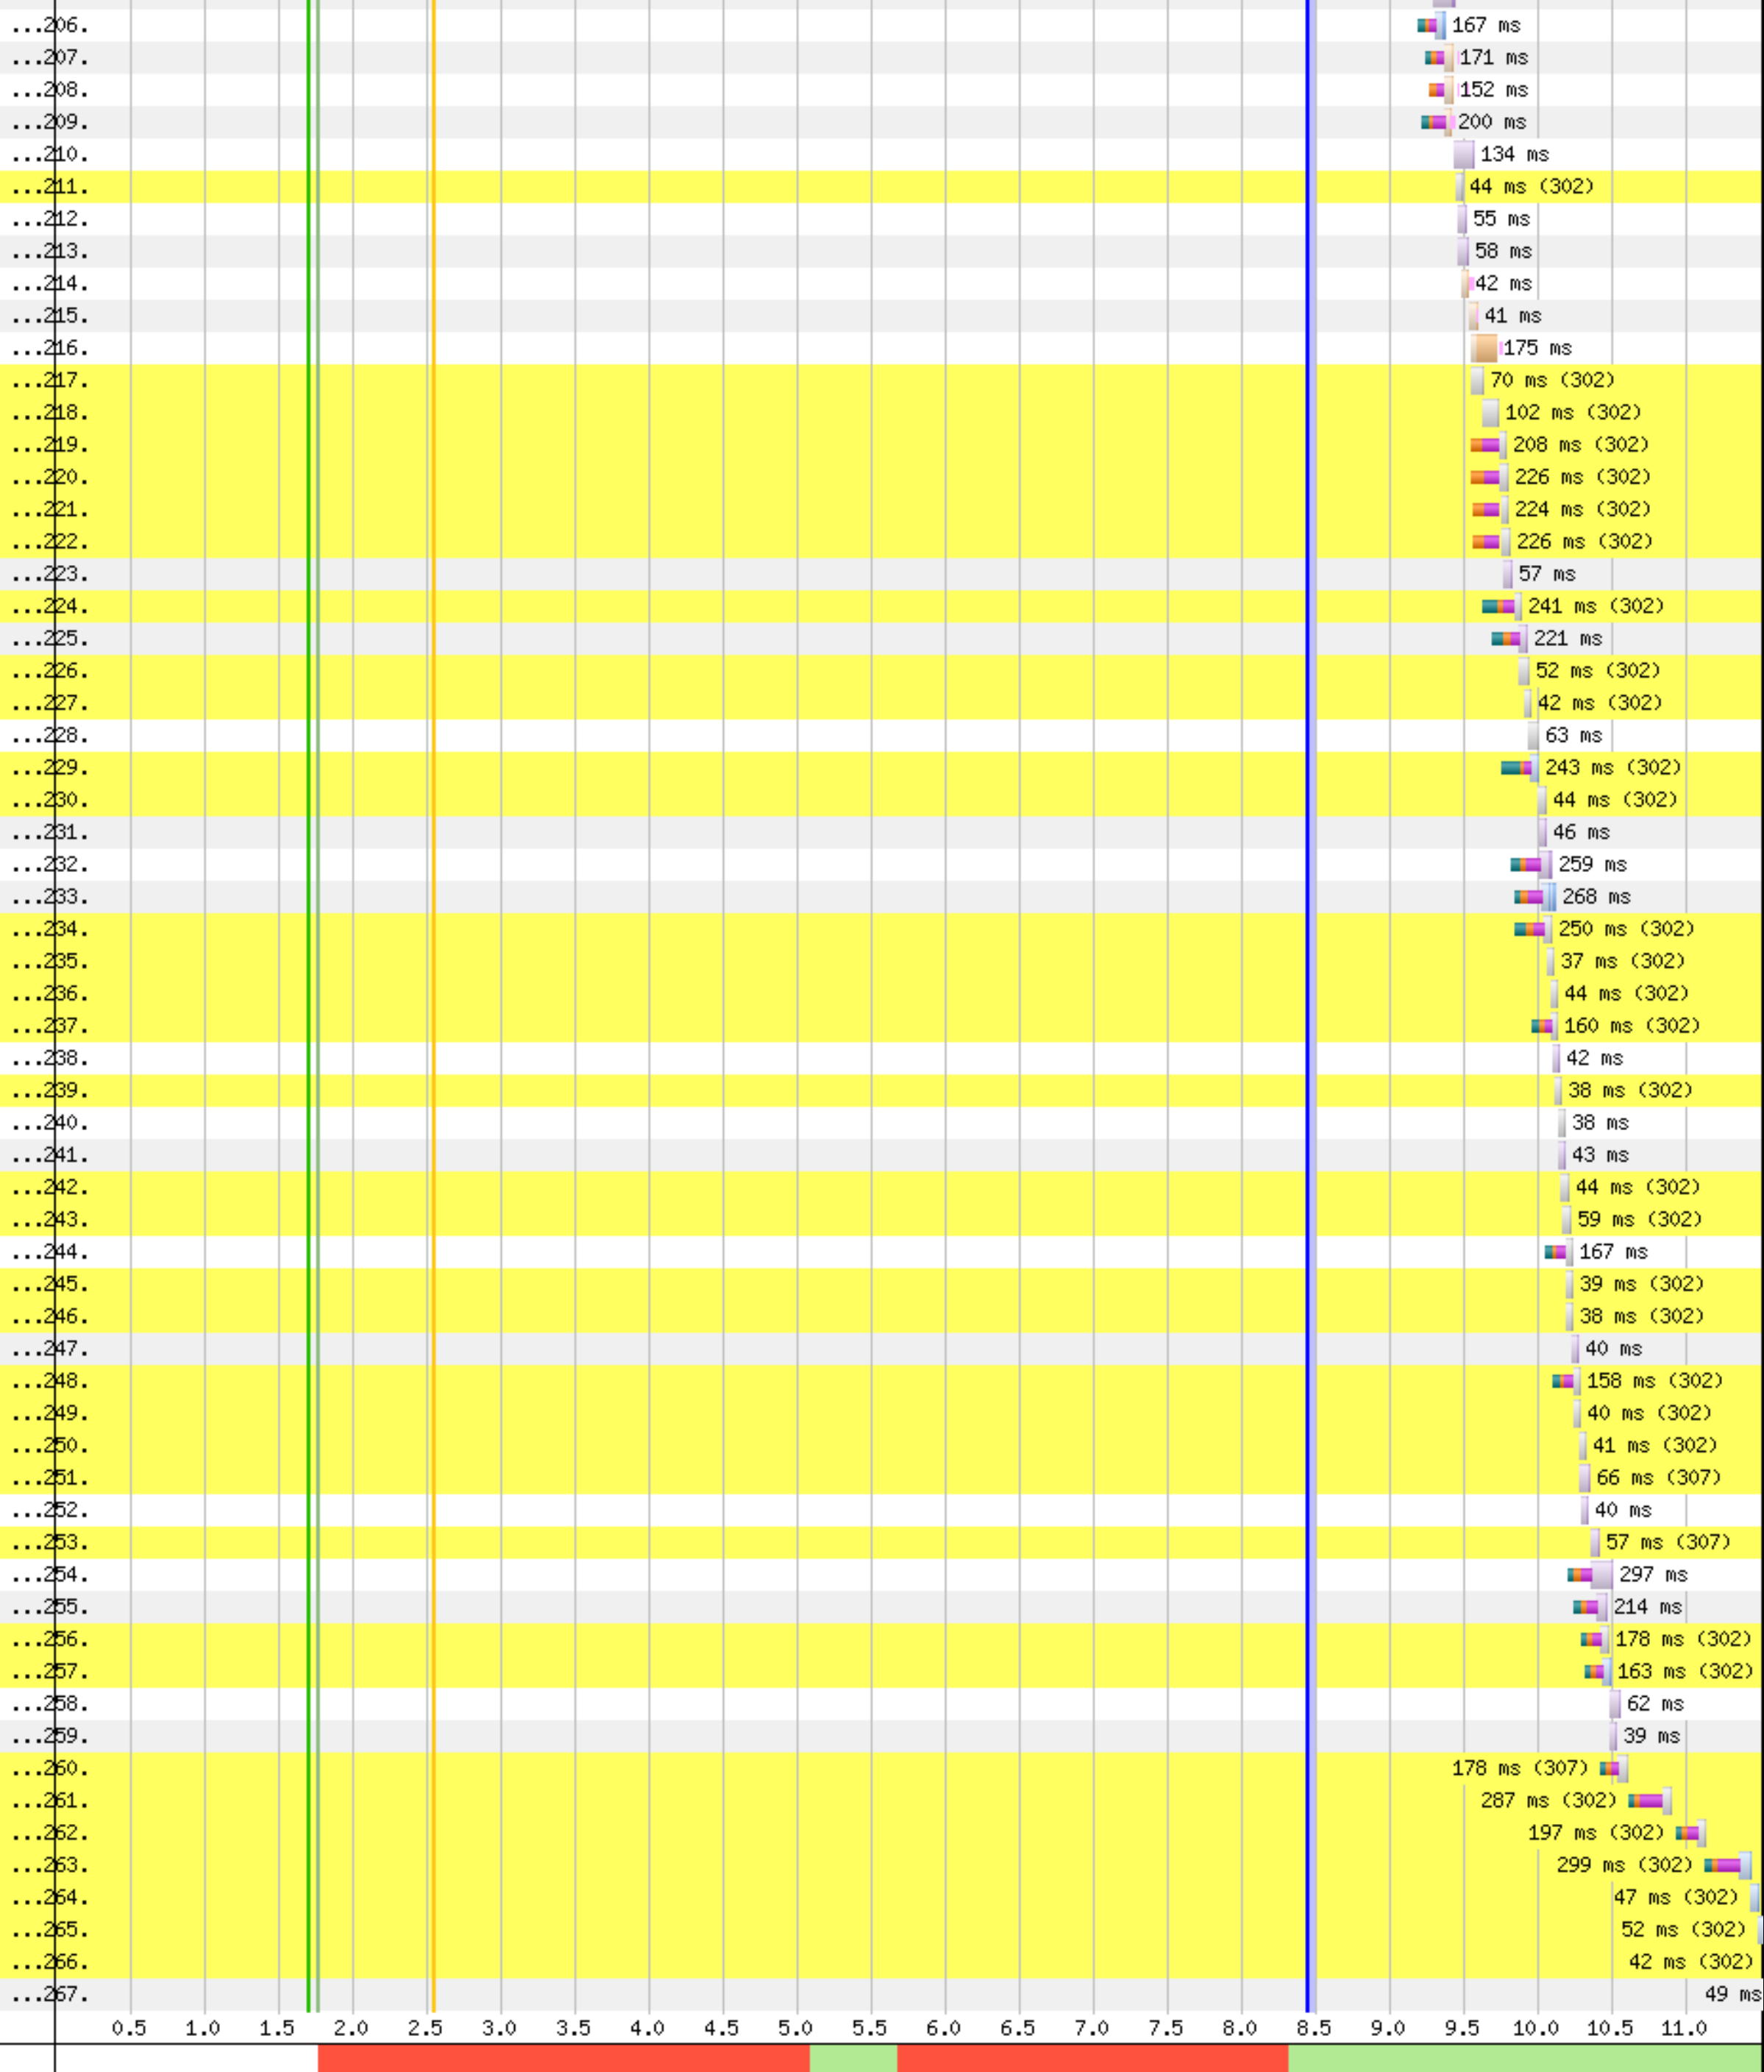 ...206. 167 ms
...207. 171 ms
...208. 152 ms
...209. 200 ms
...210. 134 ms
...211. 44 ms (302)
...212. 55 ms
...213. 58 ms
...214. 42 ms
...215. 41 ms
...216. 175 ms
...217. 70 ms (302)
...218. 102 ms (302)
...219. 208 ms (302)
...220. 226 ms (302)
...221. 224 ms (302)
...222. 226 ms (302)
...223. 57 ms
...224. 241 ms (302)
...225. 221 ms
...226. 52 ms (302)
...227. 42 ms (302)
...228. 63 ms
...229. 243 ms (302)
...230. 44 ms (302)
...231. 46 ms
...232. 259 ms
...233. 268 ms
...234. 250 ms (302)
...235. 37 ms (302)
...236. 44 ms (302)
...237. 160 ms (302)
...238. 42 ms
...239. 38 ms (302)
...240. 38 ms
...241. 43 ms
...242. 44 ms (302)
...243. 59 ms (302)
...244. 167 ms
...245. 39 ms (302)
...246. 38 ms (302)
...247. 40 ms
...248. 158 ms (302)
...249. 40 ms (302)
...250. 41 ms (302)
...251. 66 ms (307)
...252. 40 ms
...253. 57 ms (307)
...254. 297 ms
...255. 214 ms
...256. 178 ms (302)
...257. 163 ms (302)
...258. 62 ms
...259. 39 ms
...260. 178 ms (307)
...261. 287 ms (302)
...262. 197 ms (302)
...263. 299 ms (302)
...264. 47 ms (302)
...265. 52 ms (302)
...266. 42 ms (302)
...267. 49 ms
0.5 1.0 1.5 2.0 2.5 3.0 3.5 4.0 4.5 5.0 5.5 6.0 6.5 7.0 7.5 8.0 8.5 9.0 9.5 10.0 10.5 11.0